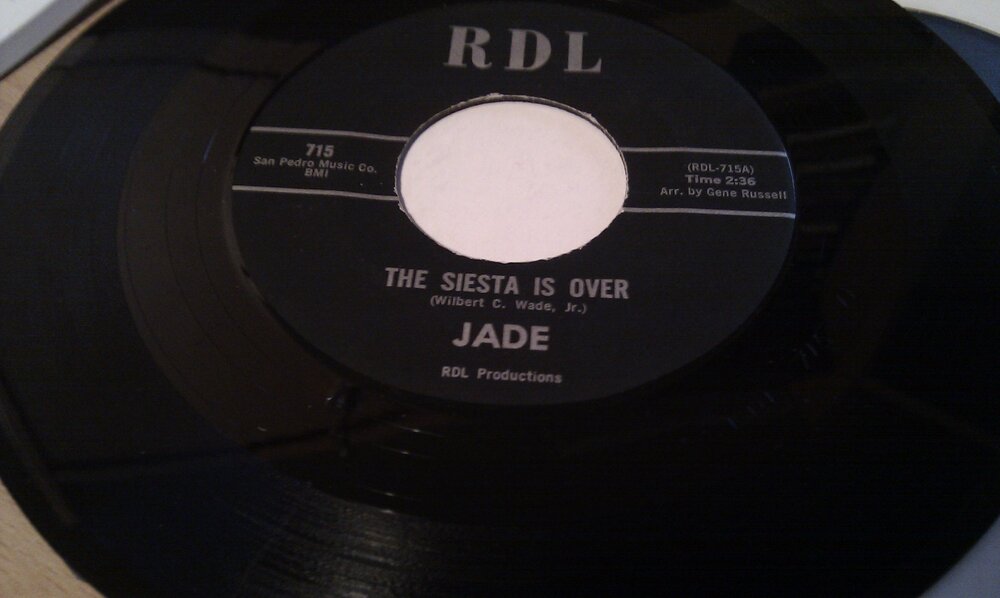 RDL
715
San Pedro Music Co.
BMI
(RDL-715A)
Time 2:36
Arr. by Gene Russell
THE SIESTA IS OVER
(Wilbert C. Wade, Jr.)
JADE
RDL Productions